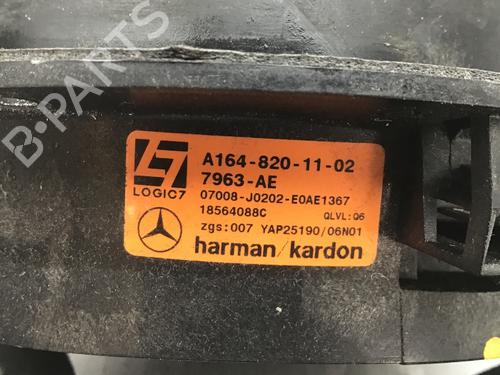 B-PARTS
LOGIC7
A164-820-11-02
7963-AE
07008-J0202-E0AE1367
18564088C QLVL:Q6
zgs:007 YAP25190/06N01
harman/kardon